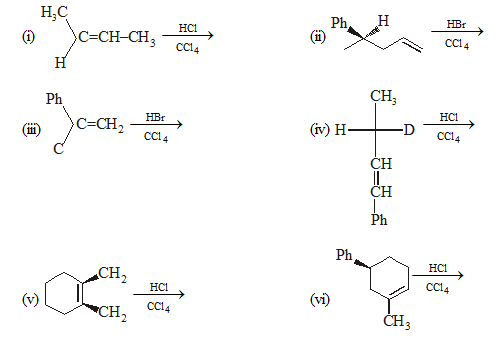 (i) H₃C H C=CH–CH₃ HCl CCl₄
(ii) Ph H HBr CCl₄
(iii) Ph C C=CH₂ HBr CCl₄
(iv) CH₃ H D CH CH Ph HCl CCl₄
(v) CH₂ CH₂ HCl CCl₄
(vi) Ph CH₃ HCl CCl₄